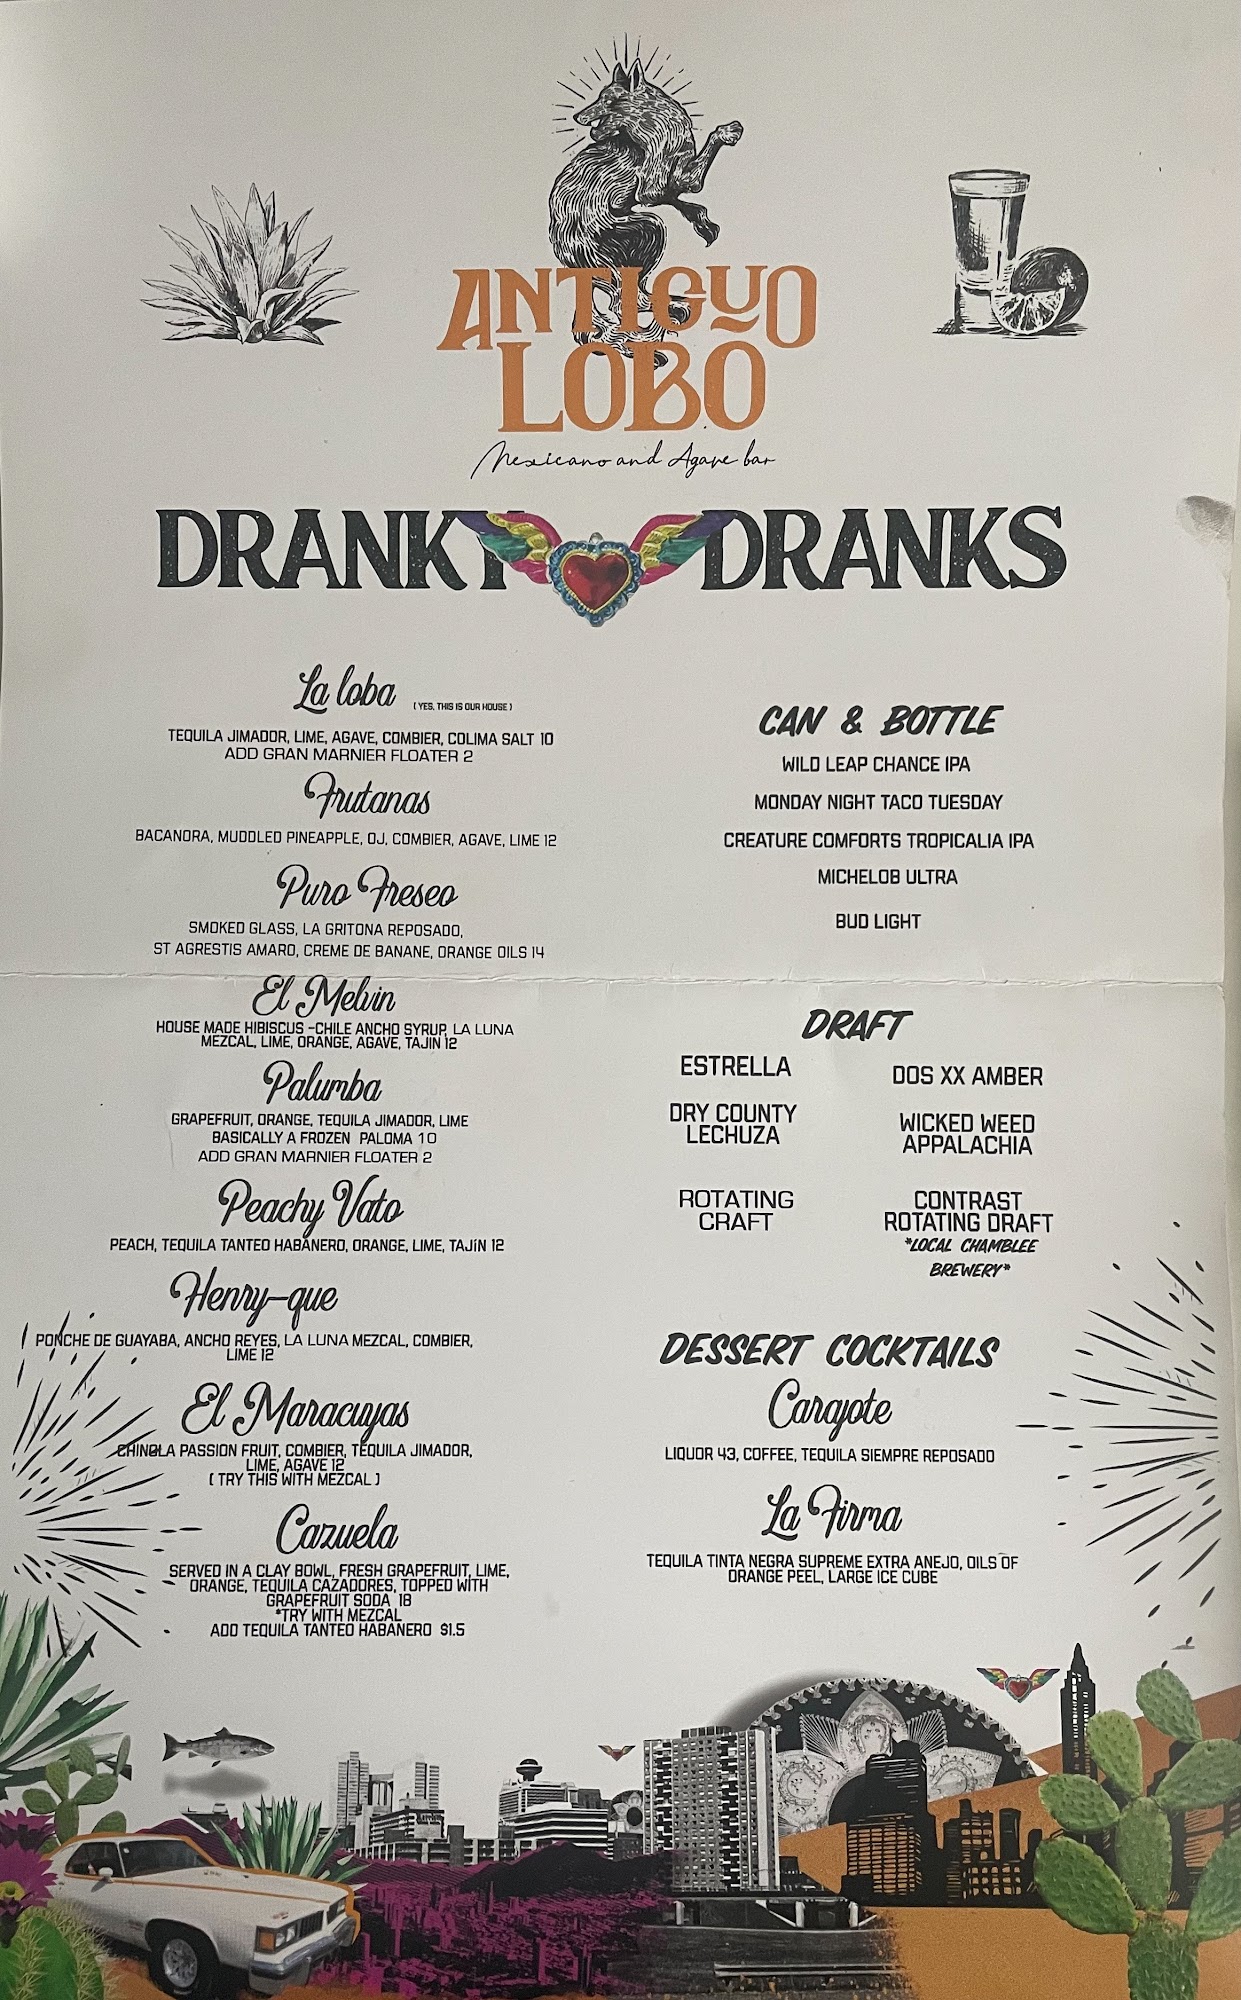 ANTIGUO
LOBO
Mexicano and Agave bar
DRANKY DRANKS
La loba ( YES, THIS IS OUR HOUSE )
TEQUILA JIMADOR, LIME, AGAVE, COMBIER, COLIMA SALT 10
ADD GRAN MARNIER FLOATER 2
Frutanas
BACANORA, MUDDLED PINEAPPLE, OJ, COMBIER, AGAVE, LIME 12
Puro Freseo
SMOKED GLASS, LA GRITONA REPOSADO,
ST AGRESTIS AMARO, CREME DE BANANE, ORANGE OILS 14
El Melvin
HOUSE MADE HIBISCUS -CHILE ANCHO SYRUP, LA LUNA
MEZCAL, LIME, ORANGE, AGAVE, TAJIN 12
Palumba
GRAPEFRUIT, ORANGE, TEQUILA JIMADOR, LIME
BASICALLY A FROZEN PALOMA 10
ADD GRAN MARNIER FLOATER 2
Peachy Vato
PEACH, TEQUILA TANTEO HABANERO, ORANGE, LIME, TAJÍN 12
Henry-que
PONCHE DE GUAYABA, ANCHO REYES, LA LUNA MEZCAL, COMBIER,
LIME 12
El Maracuyas
CHINOLA PASSION FRUIT, COMBIER, TEQUILA JIMADOR,
LIME, AGAVE 12
( TRY THIS WITH MEZCAL )
Cazuela
SERVED IN A CLAY BOWL, FRESH GRAPEFRUIT, LIME,
ORANGE, TEQUILA CAZADORES, TOPPED WITH
GRAPEFRUIT SODA 18
*TRY WITH MEZCAL
ADD TEQUILA TANTEO HABANERO $1.5
CAN & BOTTLE
WILD LEAP CHANCE IPA
MONDAY NIGHT TACO TUESDAY
CREATURE COMFORTS TROPICALIA IPA
MICHELOB ULTRA
BUD LIGHT
DRAFT
ESTRELLA
DOS XX AMBER
DRY COUNTY
LECHUZA
WICKED WEED
APPALACHIA
ROTATING
CRAFT
CONTRAST
ROTATING DRAFT
*LOCAL CHAMBLEE
BREWERY*
DESSERT COCKTAILS
Carajote
LIQUOR 43, COFFEE, TEQUILA SIEMPRE REPOSADO
La Firma
TEQUILA TINTA NEGRA SUPREME EXTRA ANEJO, OILS OF
ORANGE PEEL, LARGE ICE CUBE